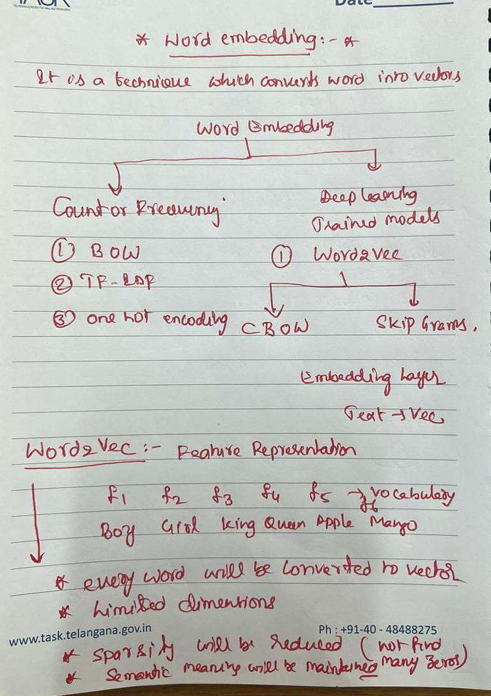 Date
* Word embedding:- *
It is a technique which converts word into vectors
Word Embedding
Count or Frequency
① BOW
② TF-IDF
③ one hot encoding
Deep learning
Trained models
① Word2Vec
CBOW
Skip Grams.
Embedding Layer
Text → Vec
Word2Vec :- Feature Representation
f1 f2 f3 f4 f5 → vocabulary
f6
Boy Girl King Queen Apple Mango
* every word will be converted to vector
* Limited dimentions
www.task.telangana.gov.in
Ph : +91-40 - 48488275
* sparsity will be reduced (not find
many zeros)
* Semantic meaning will be maintained